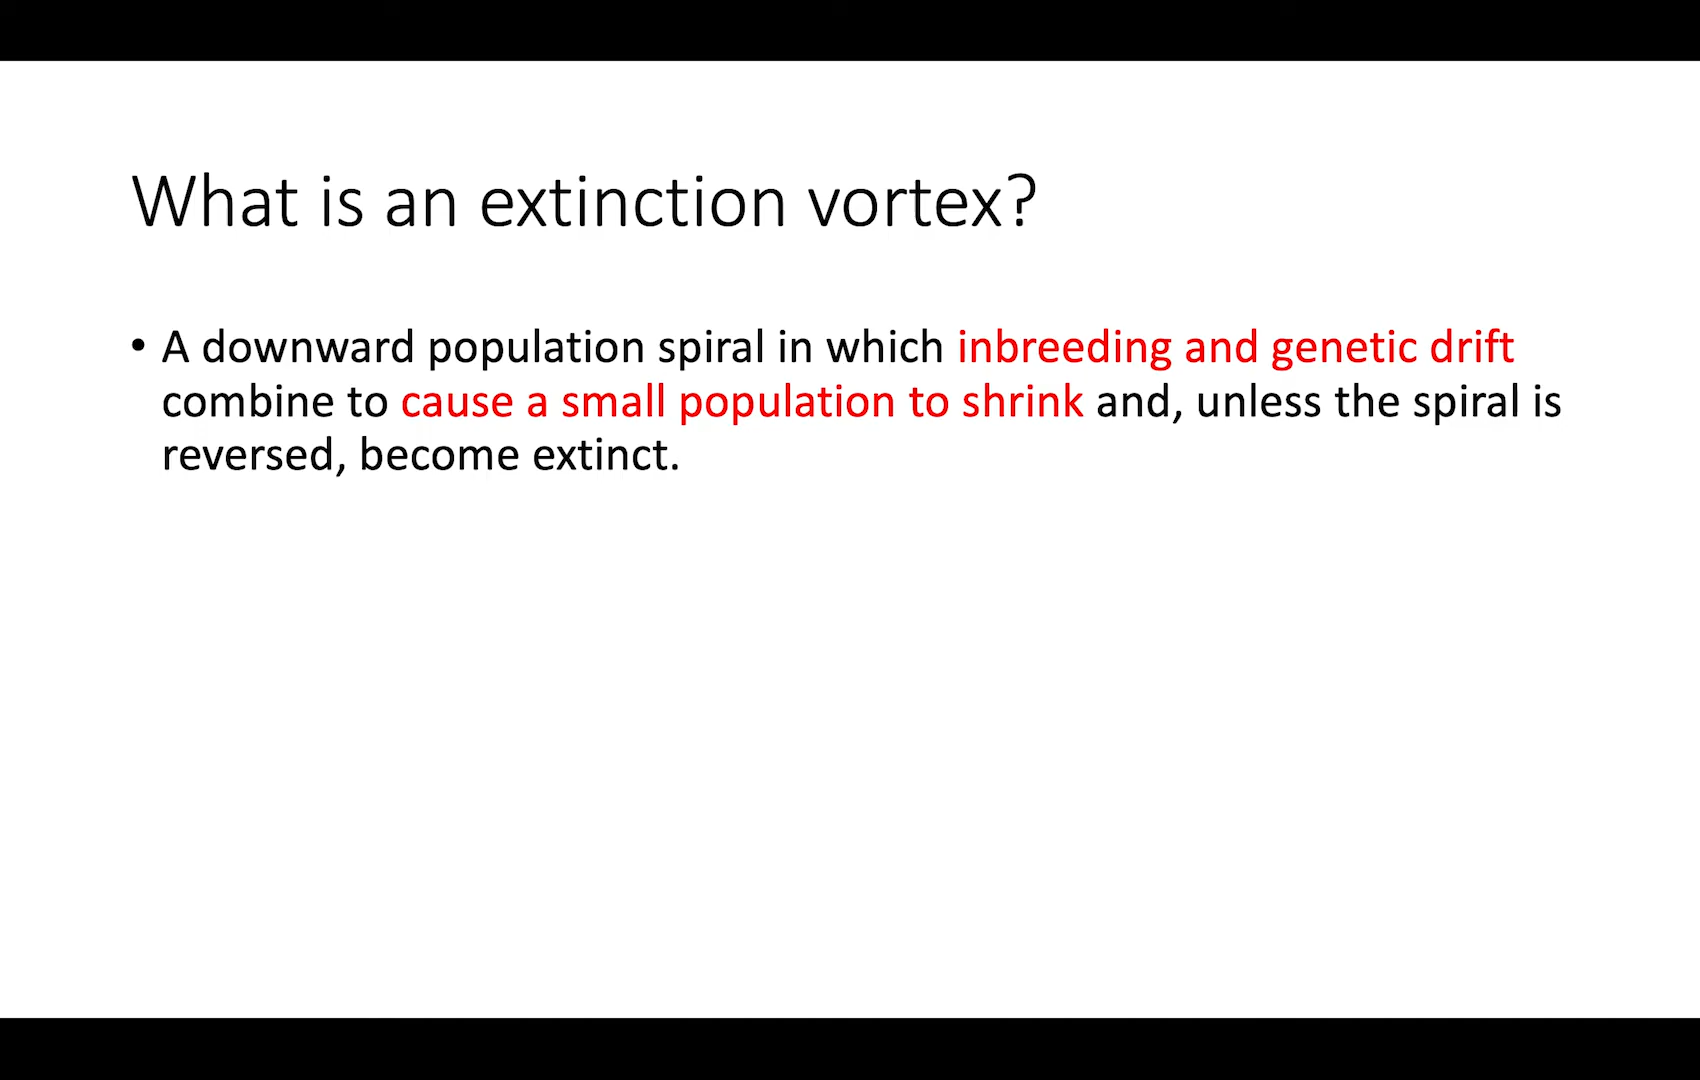 What is an extinction vortex?
• A downward population spiral in which inbreeding and genetic drift
combine to cause a small population to shrink and, unless the spiral is
reversed, become extinct.